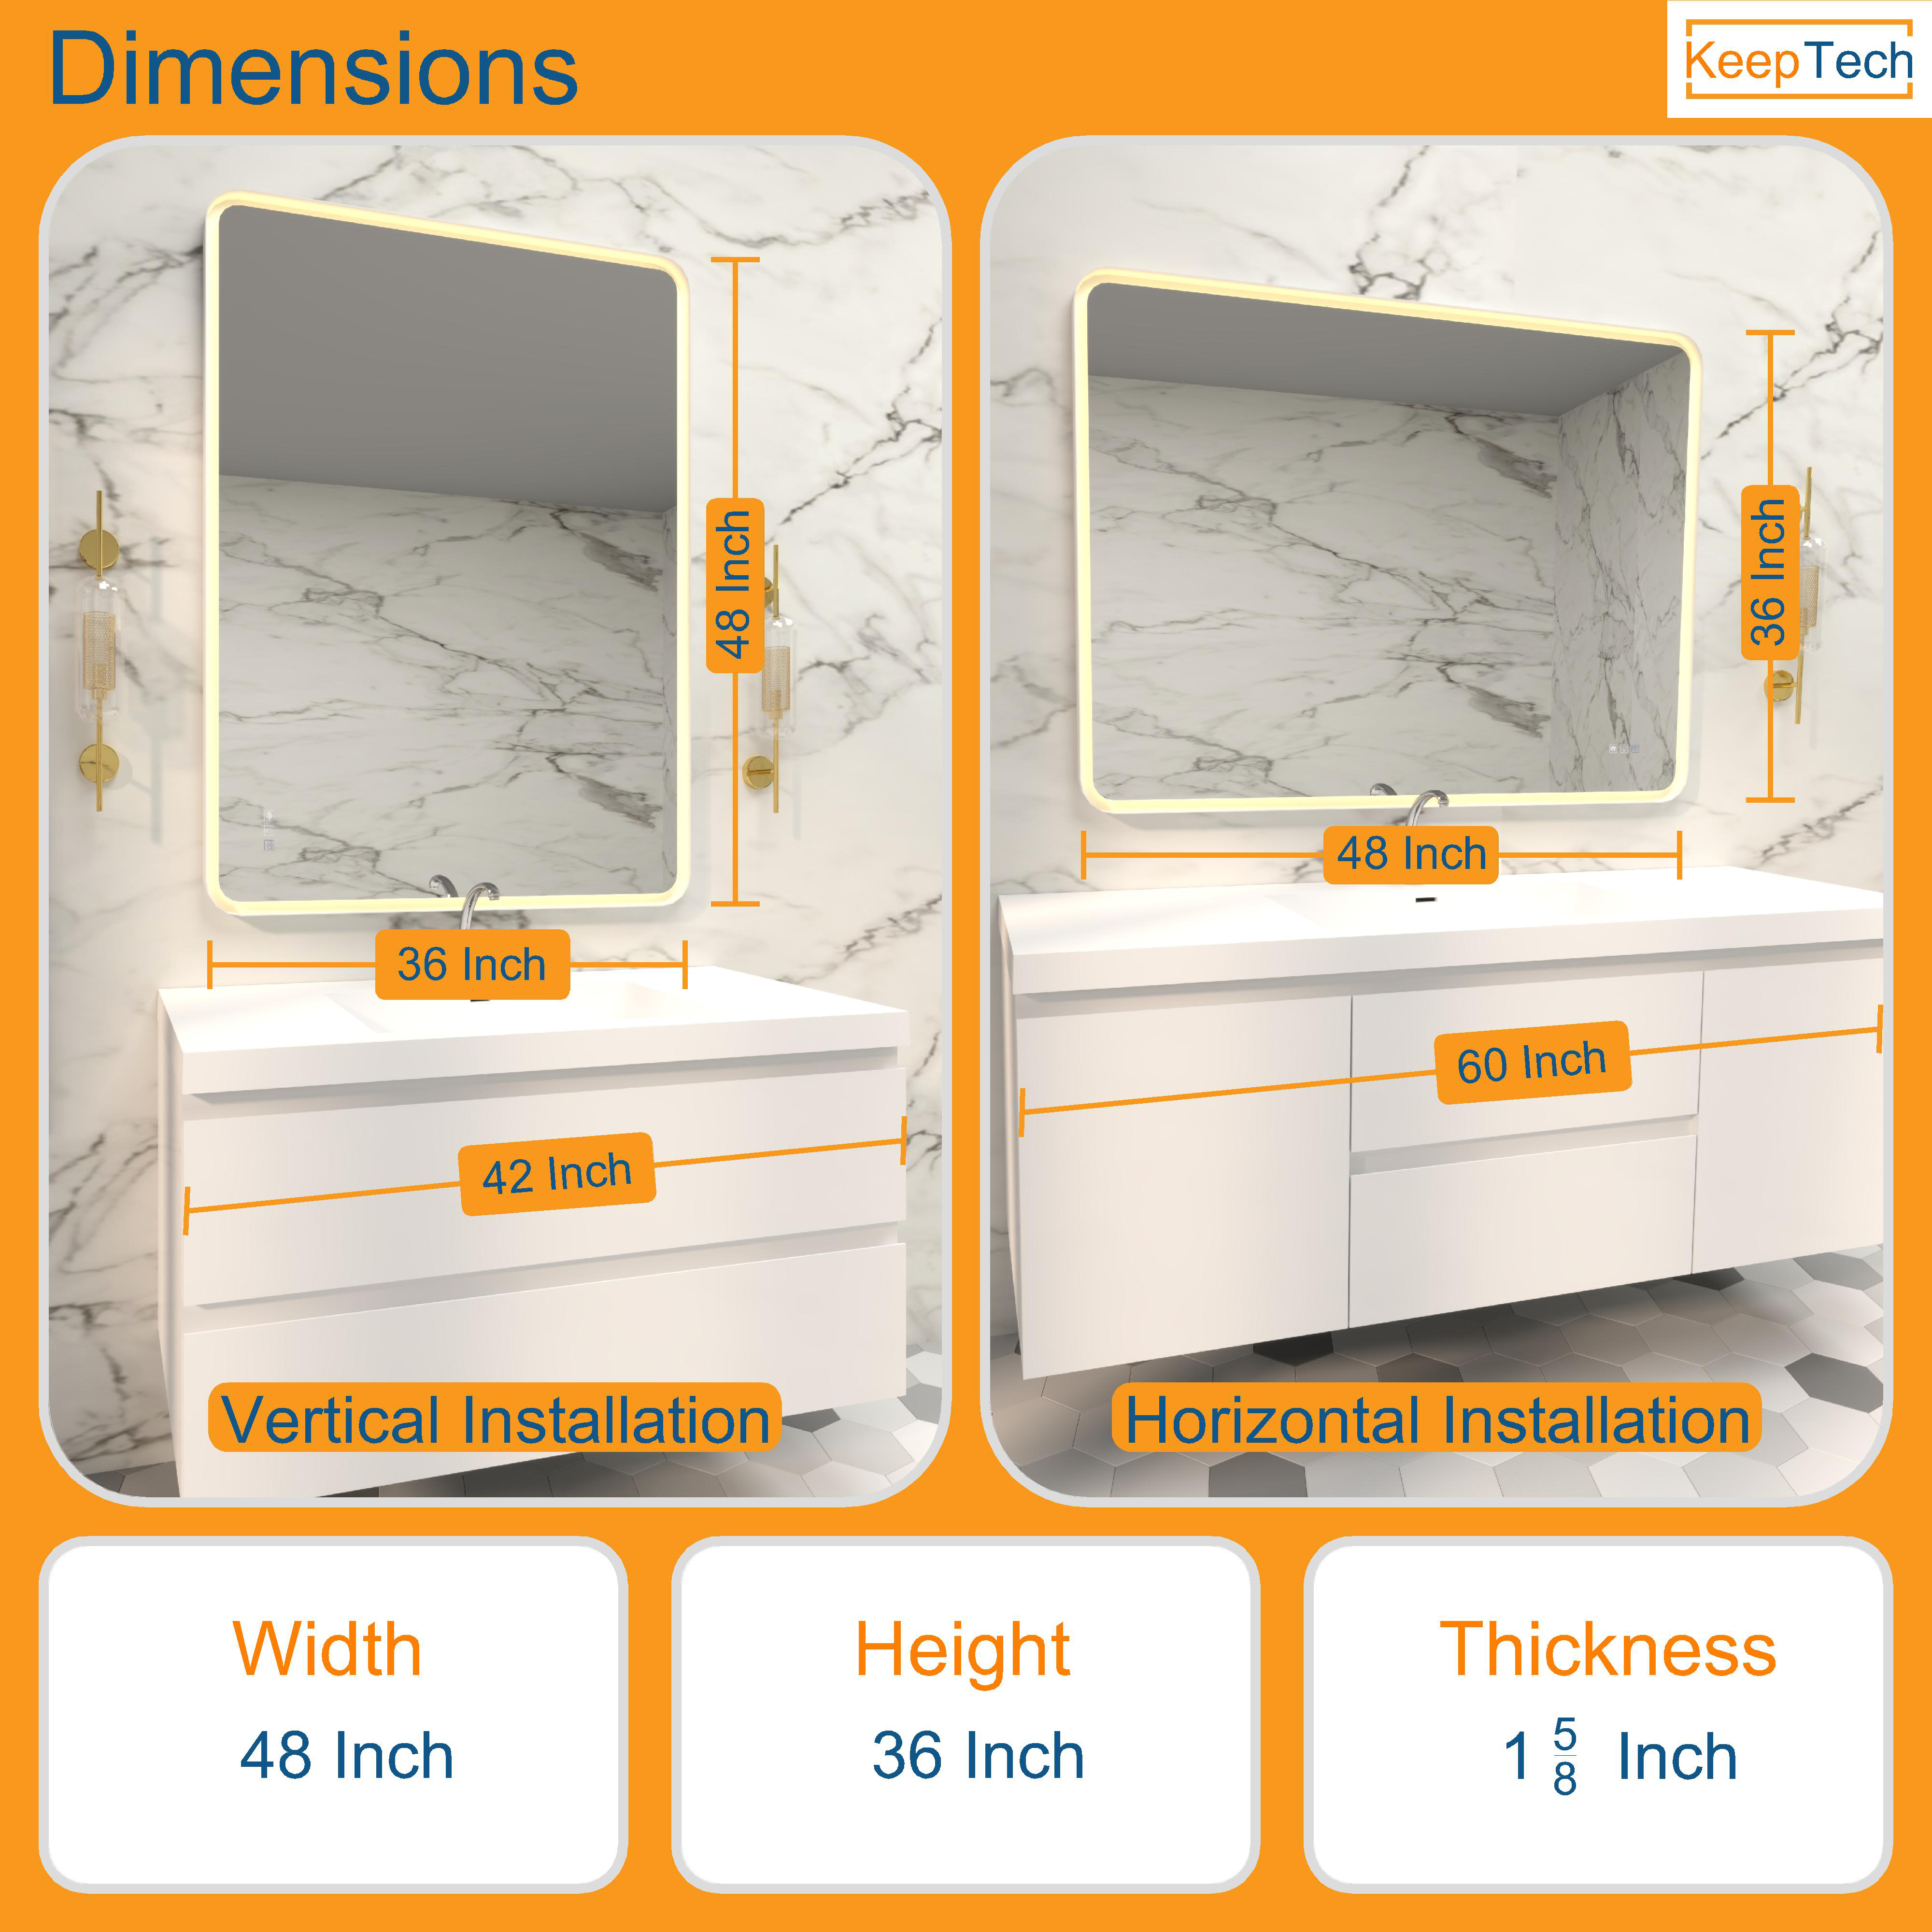 Dimensions
KeepTech
48 Inch
36 Inch
42 Inch
Vertical Installation
36 Inch
48 Inch
60 Inch
Horizontal Installation
Width
48 Inch
Height
36 Inch
Thickness
1 5/8 Inch